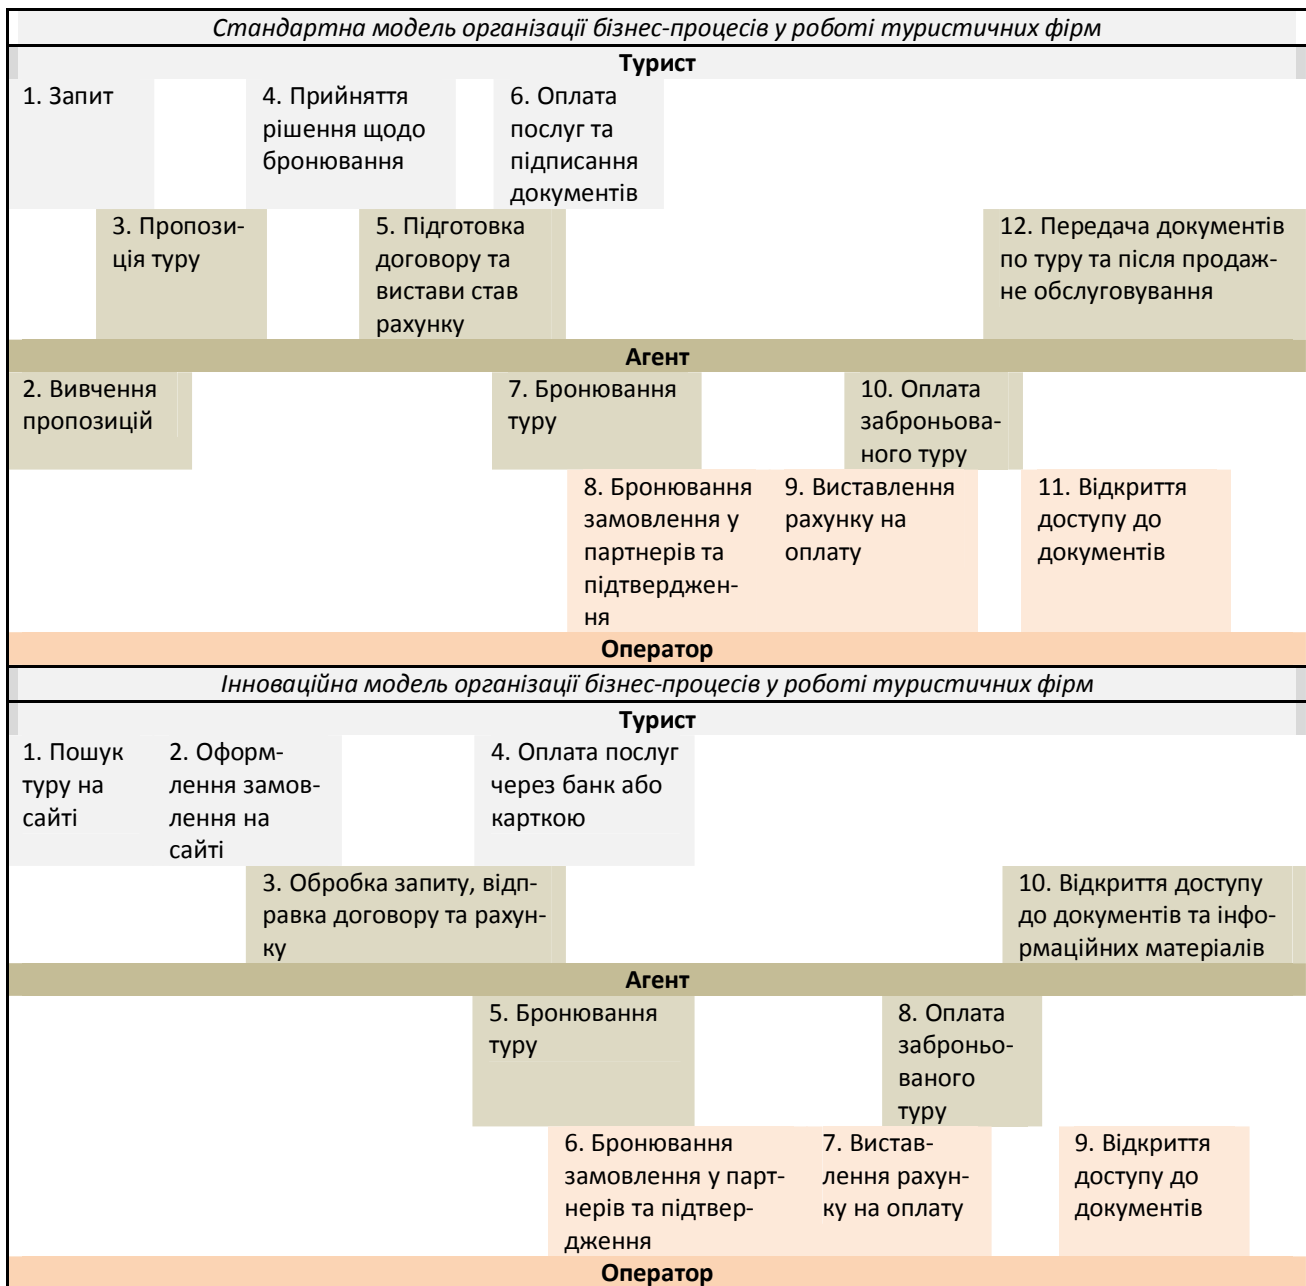 Стандартна модель організації бізнес-процесів у роботі туристичних фірм
Турист
1. Запит
4. Прийняття
рішення щодо
бронювання
6. Оплата
послуг та
підписання
документів
3. Пропози-
ція туру
5. Підготовка
договору та
вистави став
рахунку
12. Передача документів
по туру та після продаж-
не обслуговування
Агент
2. Вивчення
пропозицій
7. Бронювання
туру
10. Оплата
заброньова-
ного туру
8. Бронювання
замовлення у
партнерів та
підтверджен-
ня
9. Виставлення
рахунку на
оплату
11. Відкриття
доступу до
документів
Оператор
Інноваційна модель організації бізнес-процесів у роботі туристичних фірм
Турист
1. Пошук
туру на
сайті
2. Оформ-
лення замов-
лення на
сайті
4. Оплата послуг
через банк або
карткою
3. Обробка запиту, відп-
равка договору та рахун-
ку
10. Відкриття доступу
до документів та інфо-
рмаційних матеріалів
Агент
5. Бронювання
туру
8. Оплата
заброньо-
ваного
туру
6. Бронювання
замовлення у парт-
нерів та підтвер-
дження
7. Вистав-
лення рахун-
ку на оплату
9. Відкриття
доступу до
документів
Оператор